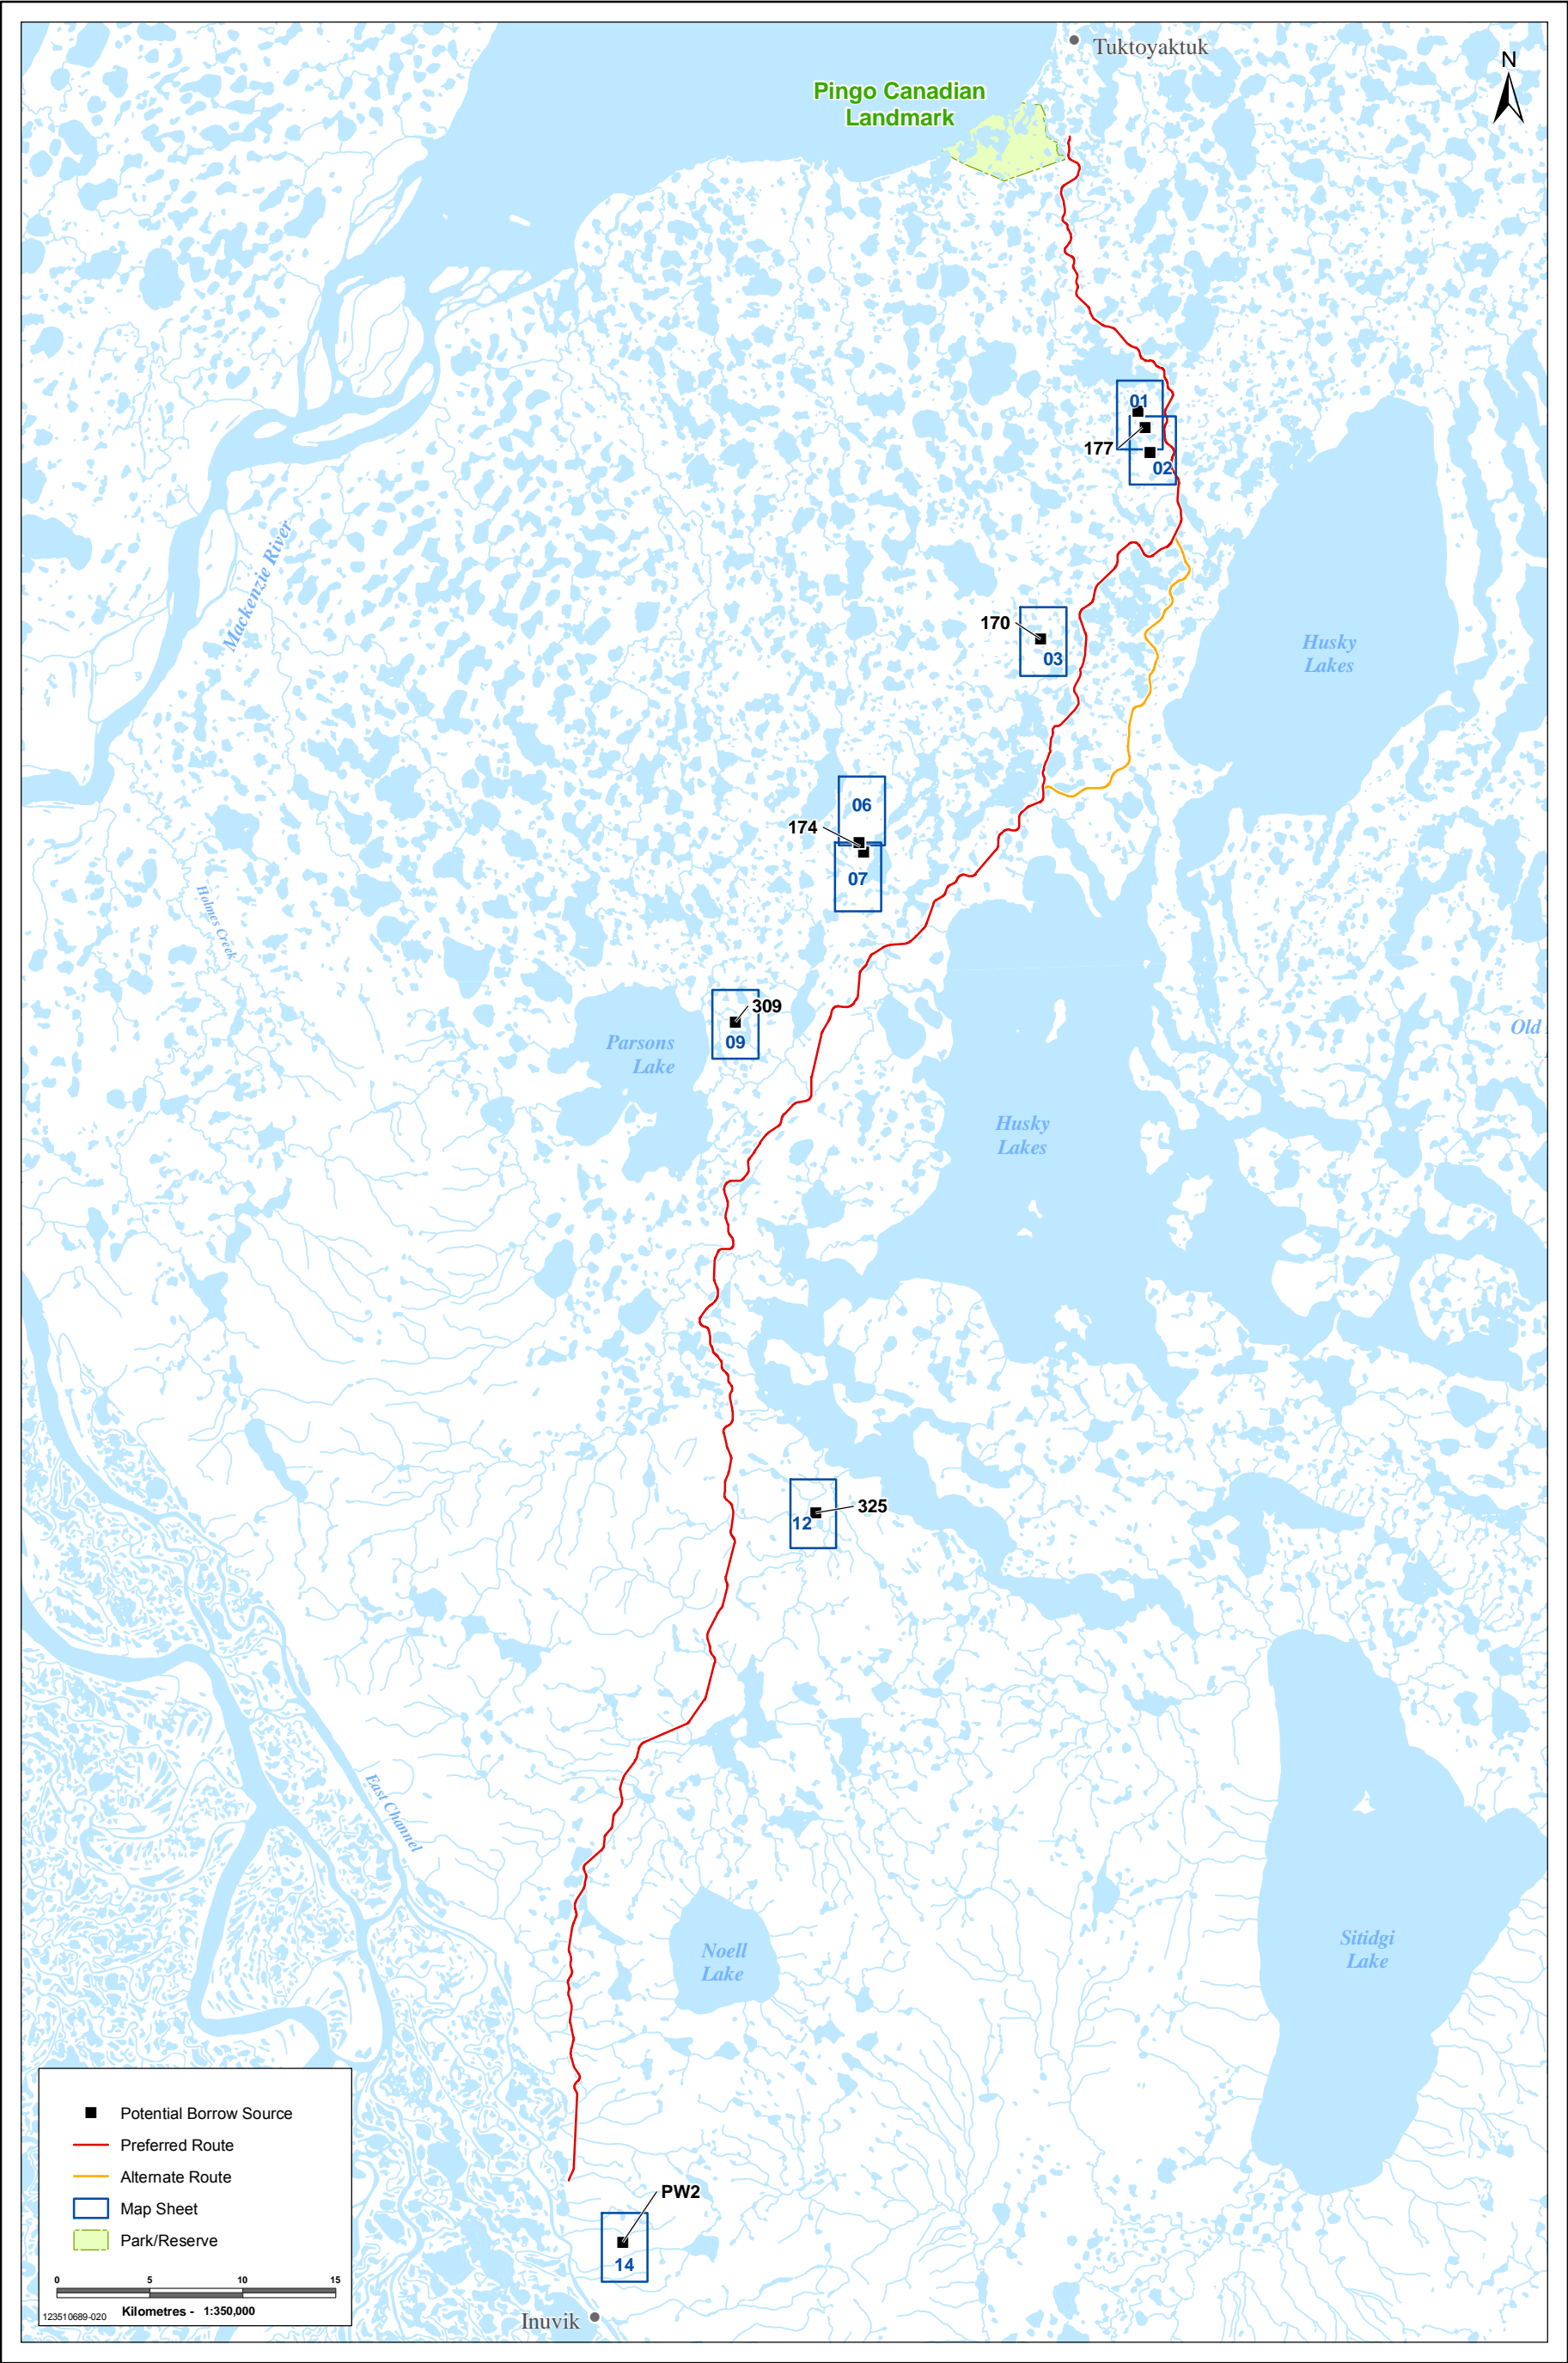 Tuktoyaktuk
N
Pingo Canadian
Landmark
01
177
02
Mackenzie River
170
03
Husky
Lakes
06
174
07
Holmes Creek
309
09
Parsons
Lake
Old
Husky
Lakes
325
12
East Channel
Noell
Lake
Sitidgi
Lake
Potential Borrow Source
Preferred Route
Alternate Route
Map Sheet
Park/Reserve
0 5 10 15
Kilometres - 1:350,000
123510689-020
PW2
14
Inuvik